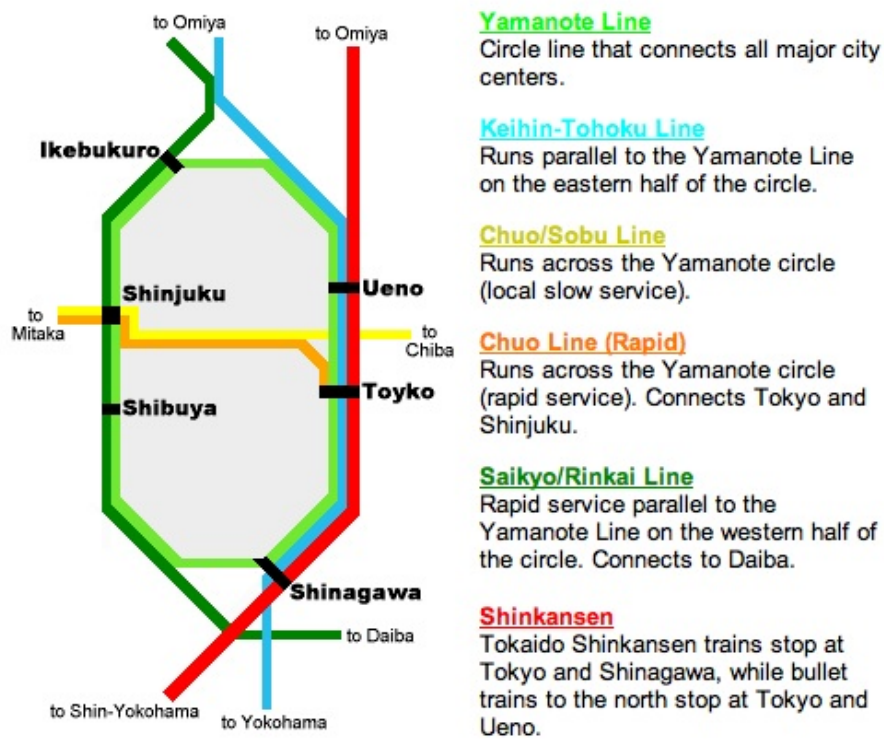 to Omiya
to Omiya
Ikebukuro
Shinjuku
Ueno
to
Mitaka
to
Chiba
Toyko
Shibuya
Shinagawa
to Daiba
to Shin-Yokohama
to Yokohama
Yamanote Line
Circle line that connects all major city
centers.
Keihin-Tohoku Line
Runs parallel to the Yamanote Line
on the eastern half of the circle.
Chuo/Sobu Line
Runs across the Yamanote circle
(local slow service).
Chuo Line (Rapid)
Runs across the Yamanote circle
(rapid service). Connects Tokyo and
Shinjuku.
Saikyo/Rinkai Line
Rapid service parallel to the
Yamanote Line on the western half of
the circle. Connects to Daiba.
Shinkansen
Tokaido Shinkansen trains stop at
Tokyo and Shinagawa, while bullet
trains to the north stop at Tokyo and
Ueno.